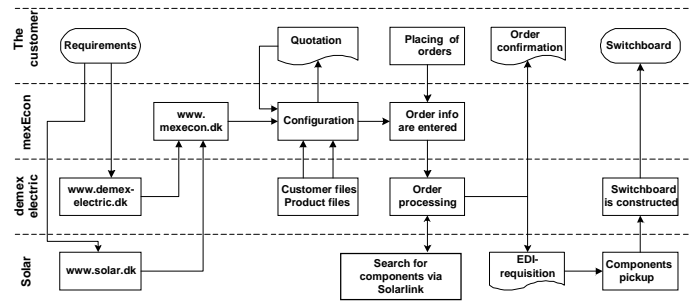 The
customer
Requirements
Quotation
Placing of
orders
Order
confirmation
Switchboard
mexEcon
www.
mexecon.dk
Configuration
Order info
are entered
demex
electric
www.demex-
electric.dk
Customer files
Product files
Order
processing
Switchboard
is constructed
Solar
www.solar.dk
Search for
components via
Solarlink
EDI-
requisition
Components
pickup